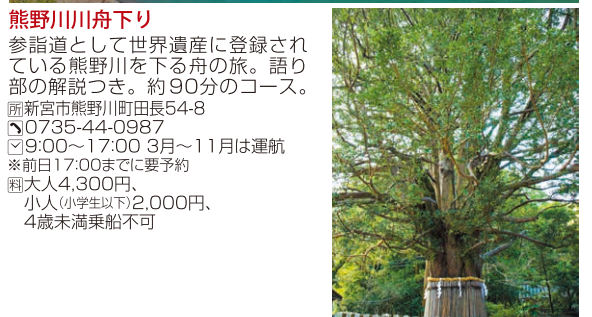 熊野川川舟下り
参詣道として世界遺産に登録され
ている熊野川を下る舟の旅。語り
部の解説つき。約90分のコース。
所新宮市熊野川町田長54-8
0735-44-0987
9:00〜17:00 3月〜11月は運航
※前日17:00までに要予約
料大人4,300円、
小人(小学生以下)2,000円、
4歳未満乗船不可